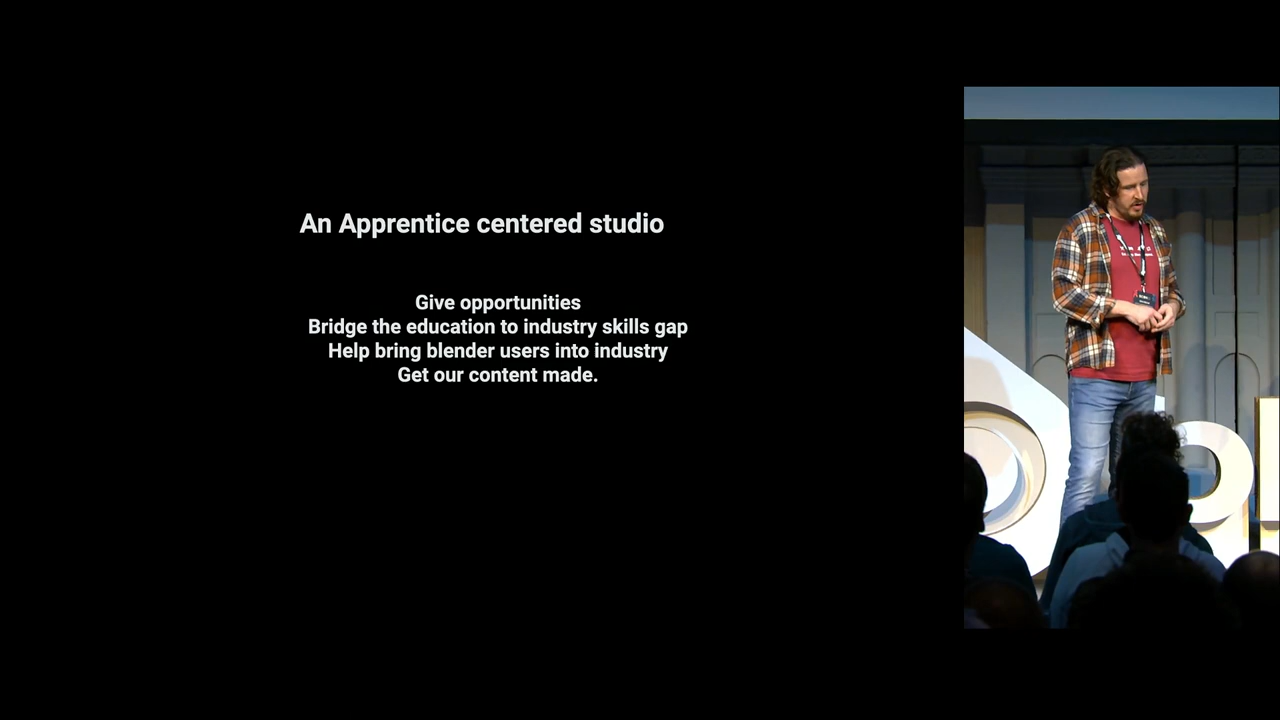 An Apprentice centered studio
Give opportunities
Bridge the education to industry skills gap
Help bring blender users into industry
Get our content made.